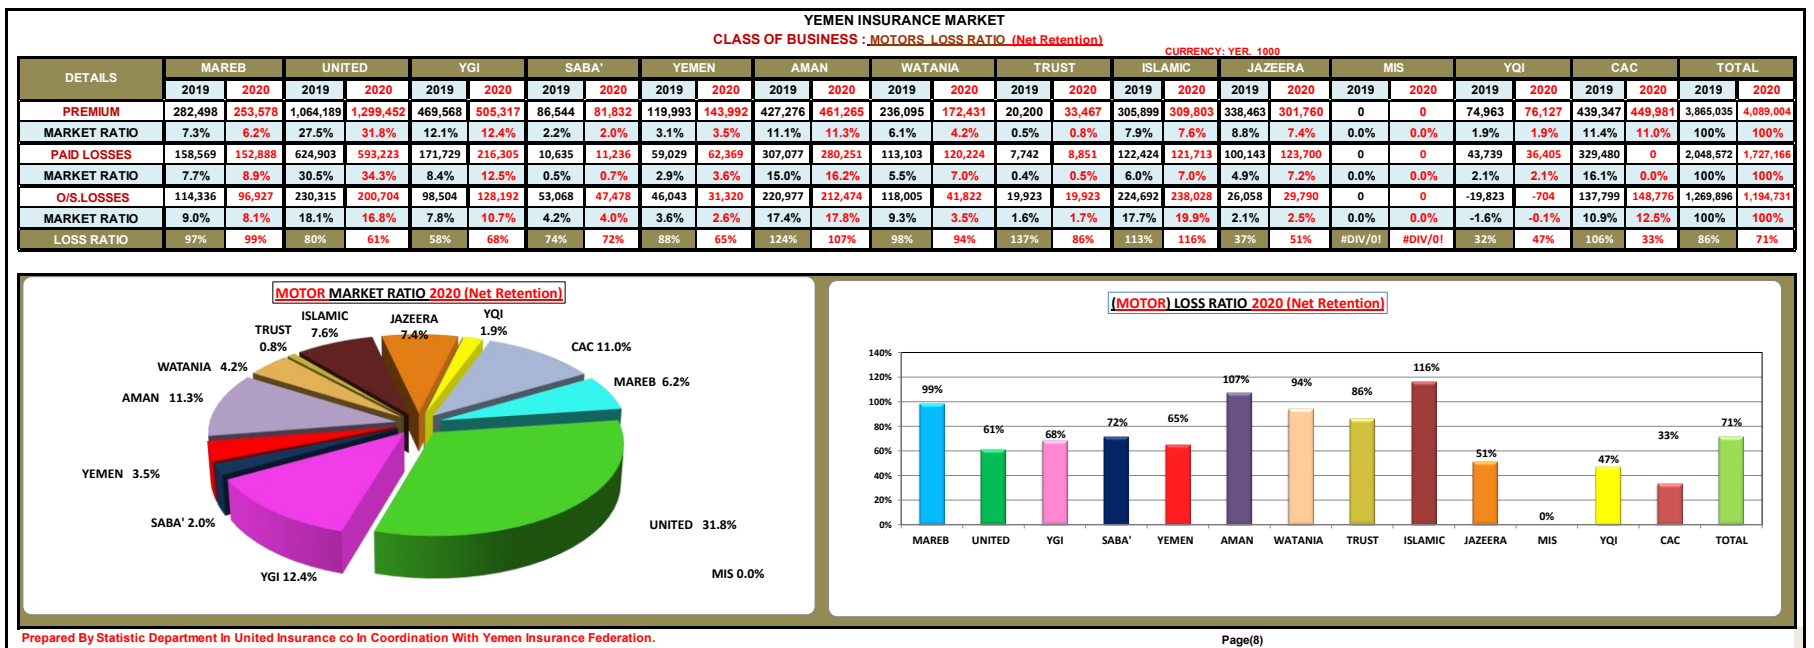 YEMEN INSURANCE MARKET
CLASS OF BUSINESS : MOTORS LOSS RATIO (Net Retention)
CURRENCY: YER. 1000
DETAILS MAREB UNITED YGI SABA' YEMEN AMAN WATANIA TRUST ISLAMIC JAZEERA MIS YQI CAC TOTAL
2019 2020 2019 2020 2019 2020 2019 2020 2019 2020 2019 2020 2019 2020 2019 2020 2019 2020 2019 2020 2019 2020 2019 2020 2019 2020 2019 2020
PREMIUM 282,498 253,578 1,064,189 1,299,452 469,568 505,317 86,544 81,832 119,993 143,992 427,276 461,265 236,095 172,431 20,200 33,467 305,899 309,803 338,463 301,760 0 0 74,963 76,127 439,347 449,981 3,865,035 4,089,004
MARKET RATIO 7.3% 6.2% 27.5% 31.8% 12.1% 12.4% 2.2% 2.0% 3.1% 3.5% 11.1% 11.3% 6.1% 4.2% 0.5% 0.8% 7.9% 7.6% 8.8% 7.4% 0.0% 0.0% 1.9% 1.9% 11.4% 11.0% 100% 100%
PAID LOSSES 158,569 152,888 624,903 593,223 171,729 216,305 10,635 11,236 59,029 62,369 307,077 280,251 113,103 120,224 7,742 8,851 122,424 121,713 100,143 123,700 0 0 43,739 36,405 329,480 0 2,048,572 1,727,166
MARKET RATIO 7.7% 8.9% 30.5% 34.3% 8.4% 12.5% 0.5% 0.7% 2.9% 3.6% 15.0% 16.2% 5.5% 7.0% 0.4% 0.5% 6.0% 7.0% 4.9% 7.2% 0.0% 0.0% 2.1% 2.1% 16.1% 0.0% 100% 100%
O/S.LOSSES 114,336 96,927 230,315 200,704 98,504 128,192 53,068 47,478 46,043 31,320 220,977 212,474 118,005 41,822 19,923 19,923 224,692 238,028 26,058 29,790 0 0 -19,823 -704 137,799 148,776 1,269,896 1,194,731
MARKET RATIO 9.0% 8.1% 18.1% 16.8% 7.8% 10.7% 4.2% 4.0% 3.6% 2.6% 17.4% 17.8% 9.3% 3.5% 1.6% 1.7% 17.7% 19.9% 2.1% 2.5% 0.0% 0.0% -1.6% -0.1% 10.9% 12.5% 100% 100%
LOSS RATIO 97% 99% 80% 61% 58% 68% 74% 72% 88% 65% 124% 107% 98% 94% 137% 86% 113% 116% 37% 51% #DIV/0! #DIV/0! 32% 47% 106% 33% 86% 71%
MOTOR MARKET RATIO 2020 (Net Retention)
ISLAMIC
7.6%
JAZEERA
7.4%
YQI
1.9%
TRUST
0.8%
CAC 11.0%
WATANIA 4.2%
MAREB 6.2%
AMAN 11.3%
YEMEN 3.5%
SABA' 2.0%
UNITED 31.8%
YGI 12.4%
MIS 0.0%
(MOTOR) LOSS RATIO 2020 (Net Retention)
140%
120%
100%
80%
60%
40%
20%
0%
99% 61% 68% 72% 65% 107% 94% 86% 116% 51% 0% 47% 33% 71%
MAREB UNITED YGI SABA' YEMEN AMAN WATANIA TRUST ISLAMIC JAZEERA MIS YQI CAC TOTAL
Prepared By Statistic Department In United Insurance co In Coordination With Yemen Insurance Federation.
Page(8)